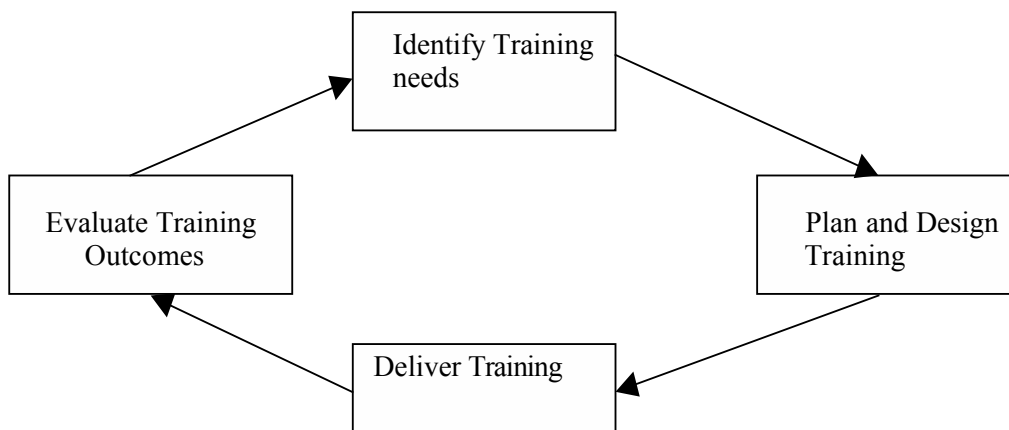 Identify Training
needs
Evaluate Training
Outcomes
Plan and Design
Training
Deliver Training